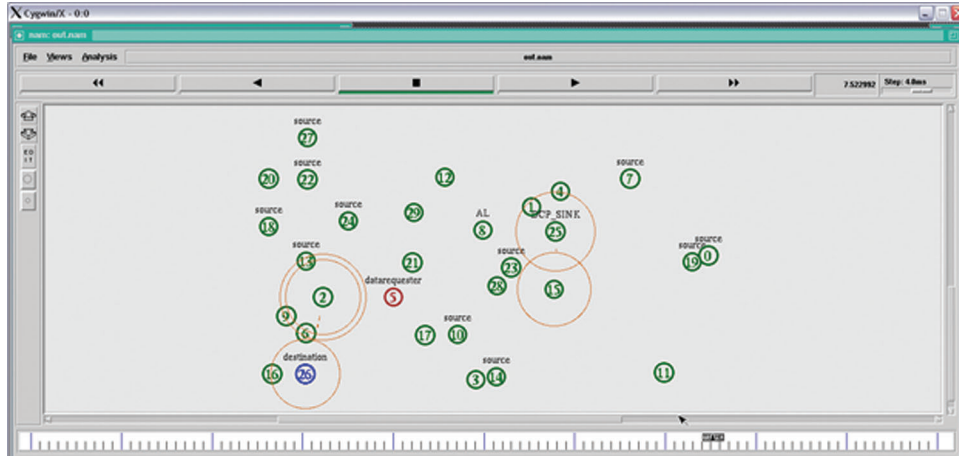 Cygwin/X - 0:0
nam: out.nam
File Views Analysis out.nam
7.522992 Step: 4.0ms
source
27
source source
20 22 12 7
4
source 1
18 24 29 AL DCP_SINK
8 25
source source source
13 21 23 19 0
datarequester 28
2 5 15
9
6 17 source
10
destination source
16 26 3 14 11